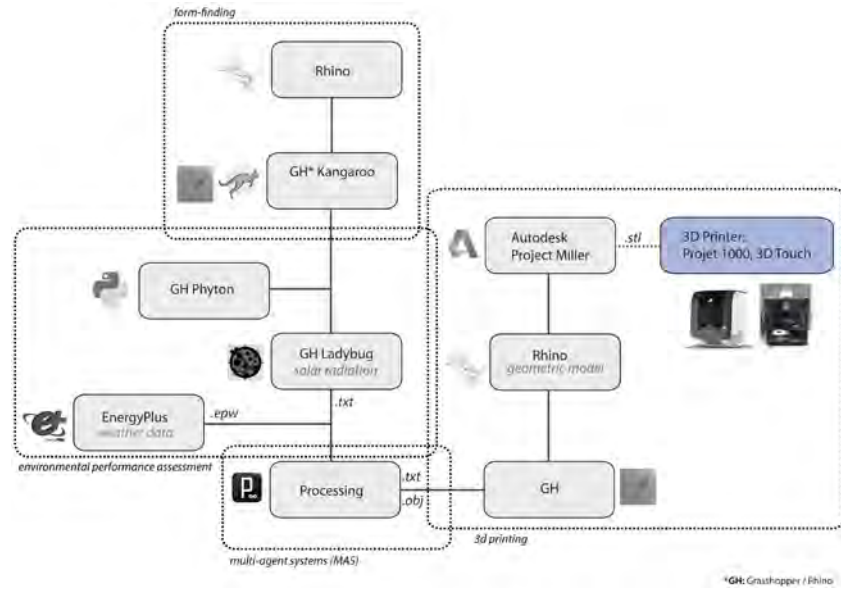 form-finding
Rhino
GH* Kangaroo
Autodesk
Project Miller
.stl
3D Printer:
Projet 1000, 3D Touch
GH Phyton
GH Ladybug
solar radiation
Rhino
geometric model
.txt
EnergyPlus
weather data
.epw
environmental performance assessment
Processing
.txt
.obj
GH
3d printing
multi-agent systems (MAS)
*GH: Grasshopper / Rhino